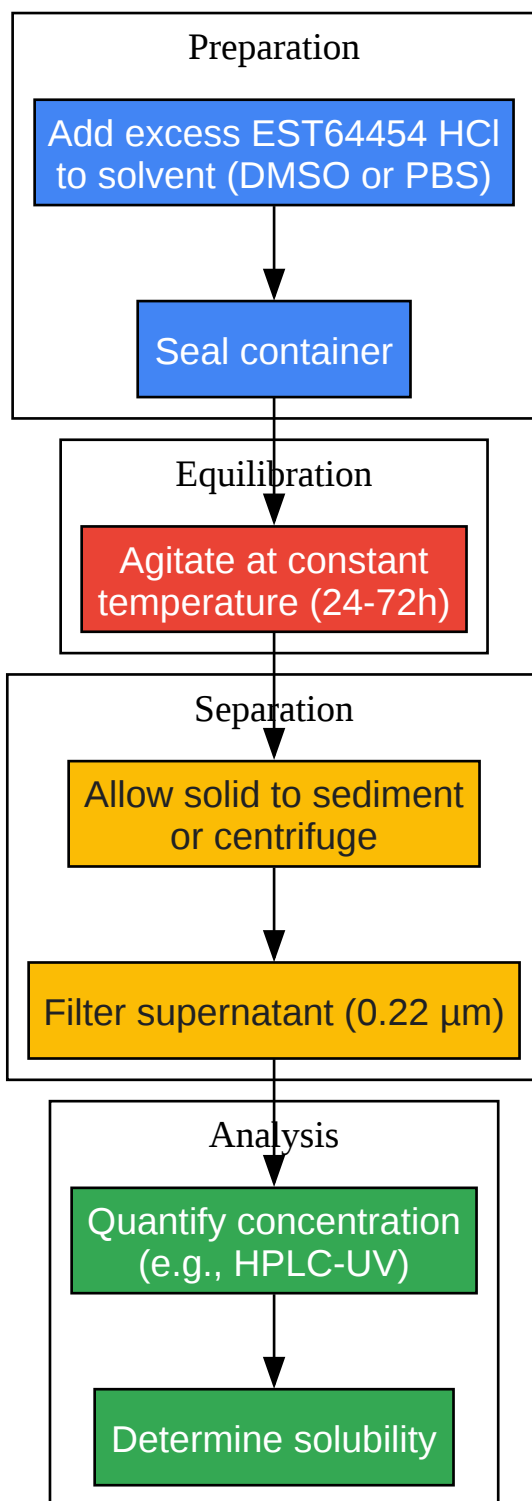 Preparation
Add excess EST64454 HCl
to solvent (DMSO or PBS)
Seal container
Equilibration
Agitate at constant
temperature (24-72h)
Separation
Allow solid to sediment
or centrifuge
Filter supernatant (0.22 µm)
Analysis
Quantify concentration
(e.g., HPLC-UV)
Determine solubility